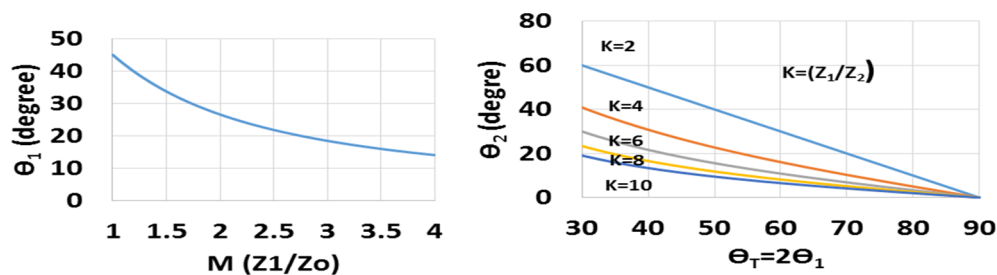 50
40
30
20
10
0
ϴ1 (degree)
1 1.5 2 2.5 3 3.5 4
M (Z1/Zo)
80
60
40
20
0
ϴ2 (degree)
K=2
K=(Z1/Z2)
K=4
K=6
K=8
K=10
30 40 50 60 70 80 90
ϴT=2ϴ1